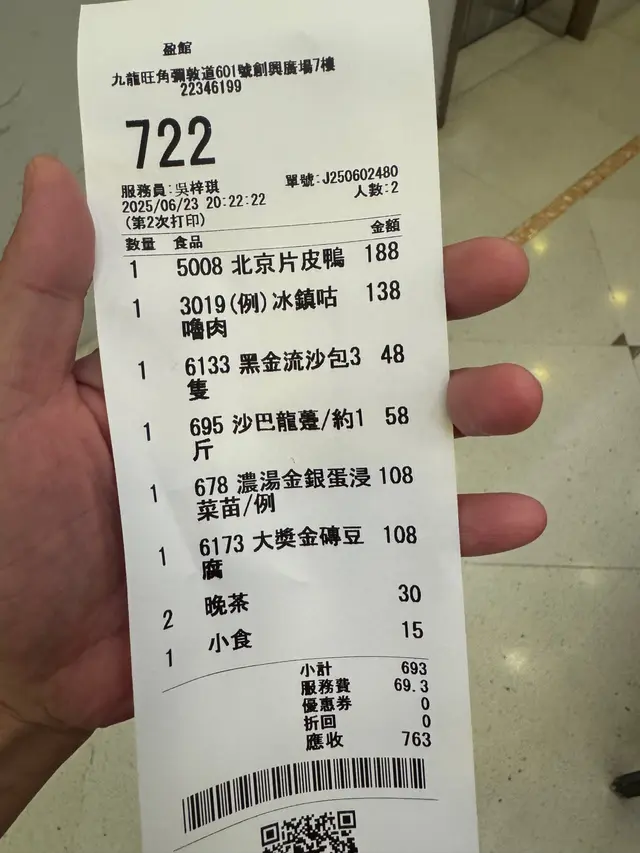 盈館
九龍旺角彌敦道601號創興廣場7樓
22346199
722
服務員:吳梓琪 單號:J250602480
2025/06/23 20:22:22 人數:2
(第2次打印)
數量 食品 金額
1 5008 北京片皮鴨 188
1 3019(例)冰鎮咕 138
嚕肉
1 6133 黑金流沙包3 48
隻
1 695 沙巴龍躉/約1 58
斤
1 678 濃湯金銀蛋浸 108
菜苗/例
1 6173 大獎金磚豆 108
腐
2 晚茶 30
1 小食 15
小計 693
服務費 69.3
優惠券 0
折回 0
應收 763